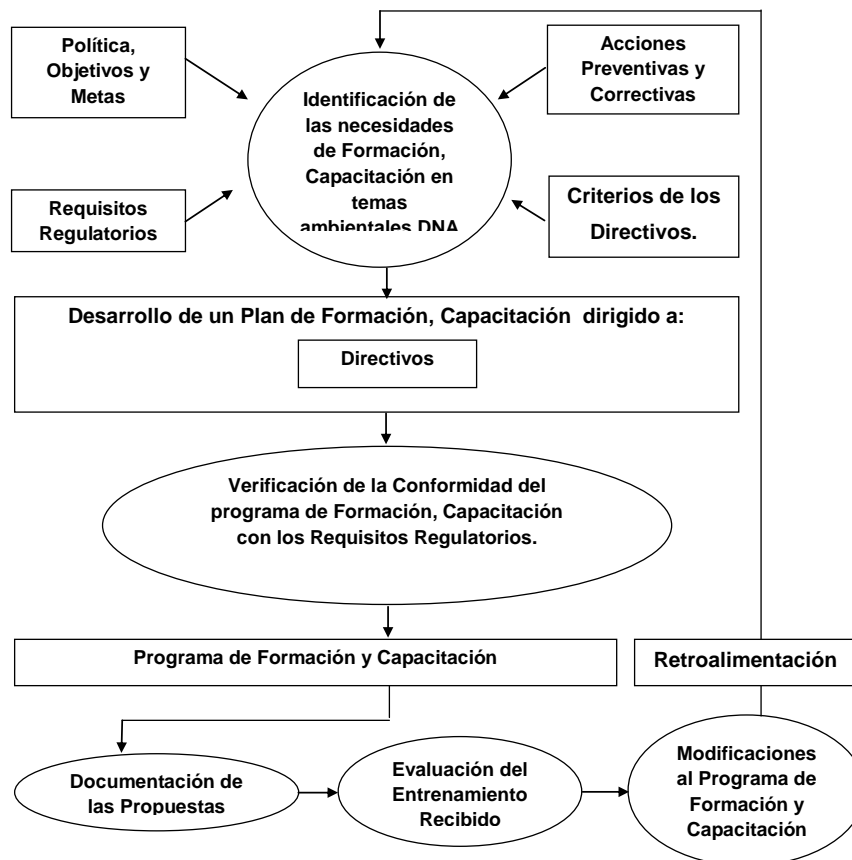 Política,
Objetivos y
Metas
Acciones
Preventivas y
Correctivas
Identificación de
las necesidades
de Formación,
Capacitación en
temas
ambientales DNA
Requisitos
Regulatorios
Criterios de los
Directivos.
Desarrollo de un Plan de Formación, Capacitación dirigido a:
Directivos
Verificación de la Conformidad del
programa de Formación, Capacitación
con los Requisitos Regulatorios.
Programa de Formación y Capacitación
Retroalimentación
Documentación de
las Propuestas
Evaluación del
Entrenamiento
Recibido
Modificaciones
al Programa de
Formación y
Capacitación